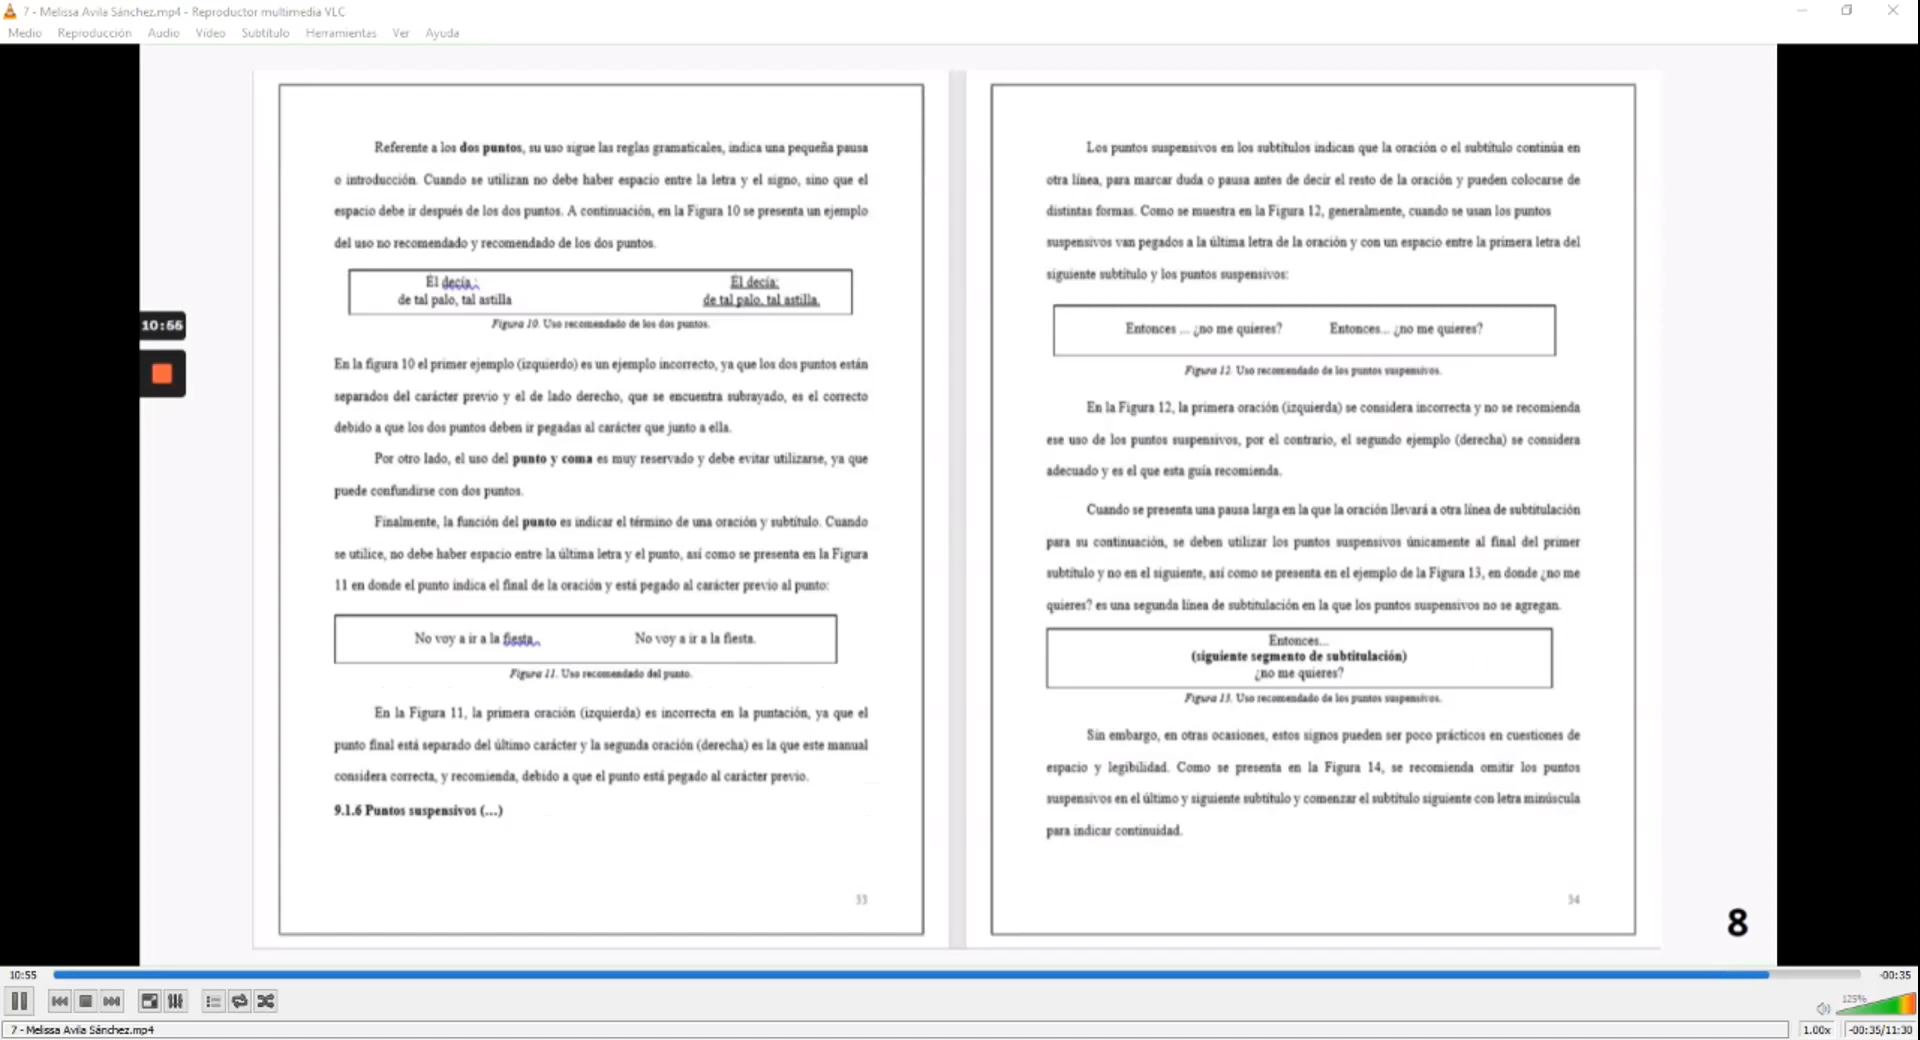 7 - Melissa Avila Sánchez.mp4 - Reproductor multimedia VLC
Medio Reproducción Audio Vídeo Subtítulo Herramientas Ver Ayuda
Referente a los dos puntos, su uso sigue las reglas gramaticales, indica una pequeña pausa
o introducción. Cuando se utilizan no debe haber espacio entre la letra y el signo, sino que el
espacio debe ir después de los dos puntos. A continuación, en la Figura 10 se presenta un ejemplo
del uso no recomendado y recomendado de los dos puntos.
Él decía : Él decía:
de tal palo, tal astilla de tal palo, tal astilla.
Figura 10. Uso recomendado de los dos puntos.
10:56
En la figura 10 el primer ejemplo (izquierdo) es un ejemplo incorrecto, ya que los dos puntos están
separados del carácter previo y el de lado derecho, que se encuentra subrayado, es el correcto
debido a que los dos puntos deben ir pegadas al carácter que junto a ella.
Por otro lado, el uso del punto y coma es muy reservado y debe evitar utilizarse, ya que
puede confundirse con dos puntos.
Finalmente, la función del punto es indicar el término de una oración y subtítulo. Cuando
se utilice, no debe haber espacio entre la última letra y el punto, así como se presenta en la Figura
11 en donde el punto indica el final de la oración y está pegado al carácter previo al punto:
No voy a ir a la fiesta . No voy a ir a la fiesta.
Figura 11. Uso recomendado del punto.
En la Figura 11, la primera oración (izquierda) es incorrecta en la puntación, ya que el
punto final está separado del último carácter y la segunda oración (derecha) es la que este manual
considera correcta, y recomienda, debido a que el punto está pegado al carácter previo.
9.1.6 Puntos suspensivos (...)
33
Los puntos suspensivos en los subtítulos indican que la oración o el subtítulo continúa en
otra línea, para marcar duda o pausa antes de decir el resto de la oración y pueden colocarse de
distintas formas. Como se muestra en la Figura 12, generalmente, cuando se usan los puntos
suspensivos van pegados a la última letra de la oración y con un espacio entre la primera letra del
siguiente subtítulo y los puntos suspensivos:
Entonces ... ¿no me quieres? Entonces... ¿no me quieres?
Figura 12. Uso recomendado de los puntos suspensivos.
En la Figura 12, la primera oración (izquierda) se considera incorrecta y no se recomienda
ese uso de los puntos suspensivos, por el contrario, el segundo ejemplo (derecha) se considera
adecuado y es el que esta guía recomienda.
Cuando se presenta una pausa larga en la que la oración llevará a otra línea de subtitulación
para su continuación, se deben utilizar los puntos suspensivos únicamente al final del primer
subtítulo y no en el siguiente, así como se presenta en el ejemplo de la Figura 13, en donde ¿no me
quieres? es una segunda línea de subtitulación en la que los puntos suspensivos no se agregan.
Entonces...
(siguiente segmento de subtitulación)
¿no me quieres?
Figura 13. Uso recomendado de los puntos suspensivos.
Sin embargo, en otras ocasiones, estos signos pueden ser poco prácticos en cuestiones de
espacio y legibilidad. Como se presenta en la Figura 14, se recomienda omitir los puntos
suspensivos en el último y siguiente subtítulo y comenzar el subtítulo siguiente con letra minúscula
para indicar continuidad.
34
8
10:55 -00:35
125%
7 - Melissa Avila Sánchez.mp4 1.00x -00:35/11:30